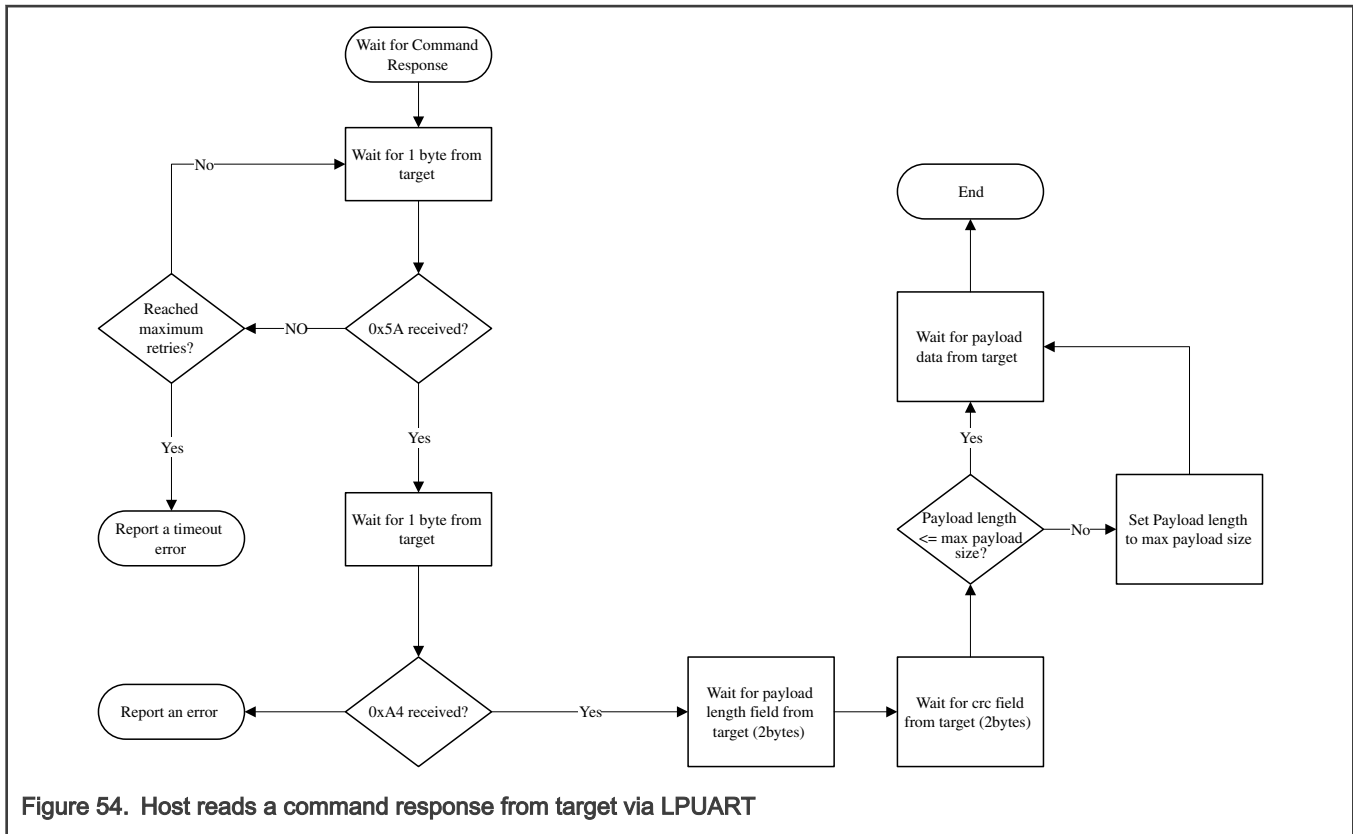 Wait for Command
Response
Wait for 1 byte from
target
No
Reached
maximum
retries?
NO
0x5A received?
Yes
Report a timeout
error
Yes
Wait for 1 byte from
target
0xA4 received?
Report an error
Yes
Wait for payload
length field from
target (2bytes)
Wait for crc field
from target (2bytes)
Payload length
<= max payload
size?
No
Set Payload length
to max payload size
Yes
Wait for payload
data from target
End
Figure 54. Host reads a command response from target via LPUART